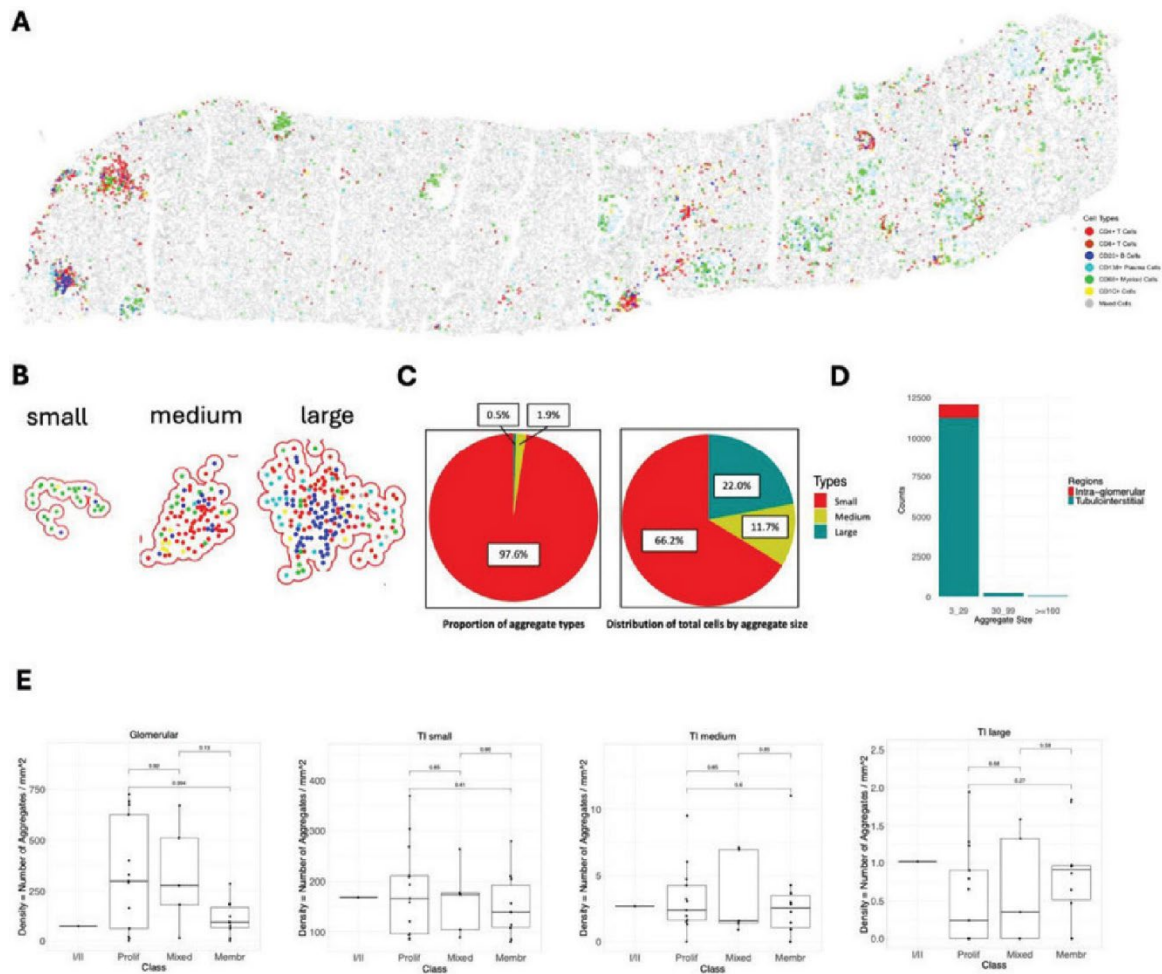 A
Cell Types
CD4+ T Cells
CD8+ T Cells
CD20+ B Cells
CD138+ Plasma Cells
CD68+ Myeloid Cells
Mixed Cells
B
small
medium
large
C
0.5%
1.9%
97.6%
Proportion of aggregate types
22.0%
11.7%
66.2%
Distribution of total cells by aggregate size
Types
Small
Medium
Large
D
12500
10000
7500
5000
2500
0
Counts
3_29
30_99
>=100
Aggregate Size
Regions
Intra-glomerular
Tubulointerstitial
E
Glomerular
Density = Number of Aggregates / mm^2
750
500
250
0
0.13
I/II
Prolif
Mixed
Membr
Class
TI small
Density = Number of Aggregates / mm^2
400
300
200
100
I/II
Prolif
Mixed
Membr
Class
TI medium
Density = Number of Aggregates / mm^2
10
5
0
I/II
Prolif
Mixed
Membr
Class
TI large
Density = Number of Aggregates / mm^2
2.5
2.0
1.5
1.0
0.5
0.0
0.27
I/II
Prolif
Mixed
Membr
Class